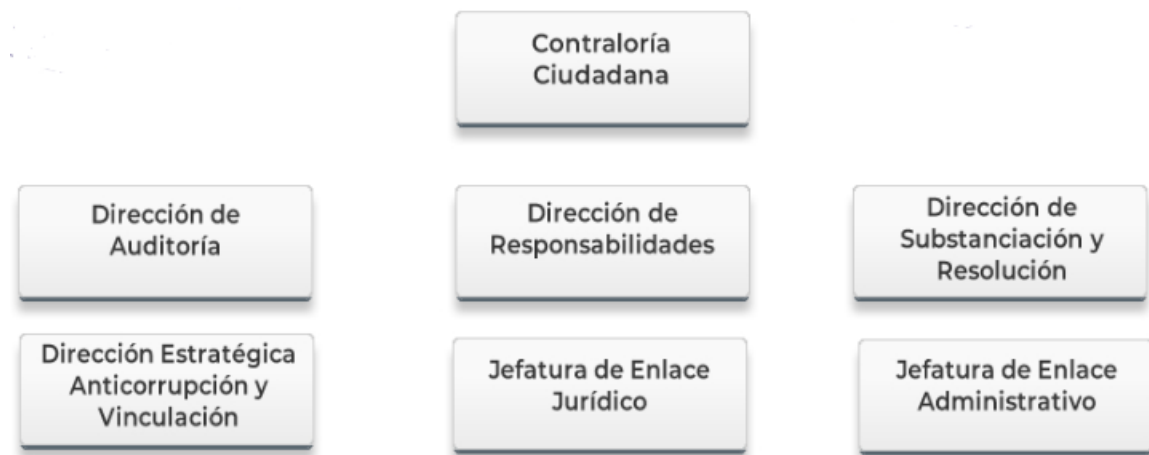 Contraloría
Ciudadana
Dirección de
Auditoría
Dirección de
Responsabilidades
Dirección de
Substanciación y
Resolución
Dirección Estratégica
Anticorrupción y
Vinculación
Jefatura de Enlace
Jurídico
Jefatura de Enlace
Administrativo